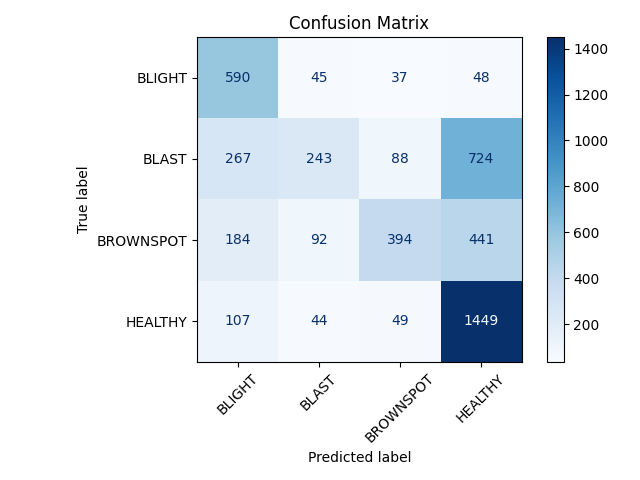 Confusion Matrix
True label
BLIGHT 590 45 37 48
BLAST 267 243 88 724
BROWNSPOT 184 92 394 441
HEALTHY 107 44 49 1449
BLIGHT BLAST BROWNSPOT HEALTHY
Predicted label
1400
1200
1000
800
600
400
200